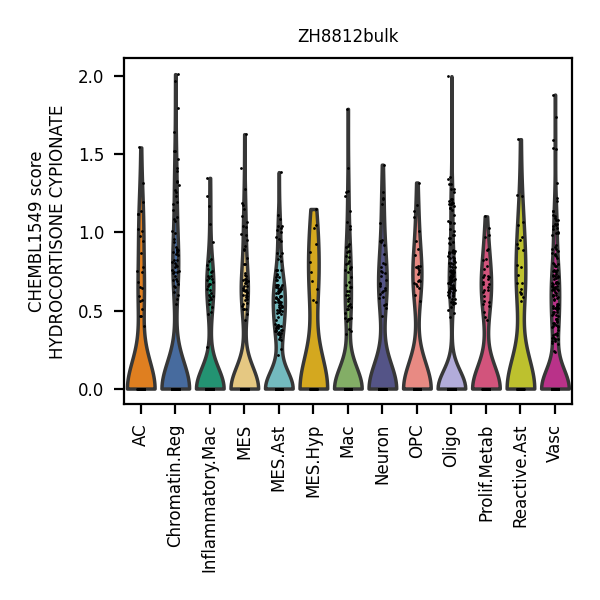 ZH8812bulk
CHEMBL1549 score
HYDROCORTISONE CYPIONATE
2.0
1.5
1.0
0.5
0.0
AC
Chromatin.Reg
Inflammatory.Mac
MES
MES.Ast
MES.Hyp
Mac
Neuron
OPC
Oligo
Prolif.Metab
Reactive.Ast
Vasc